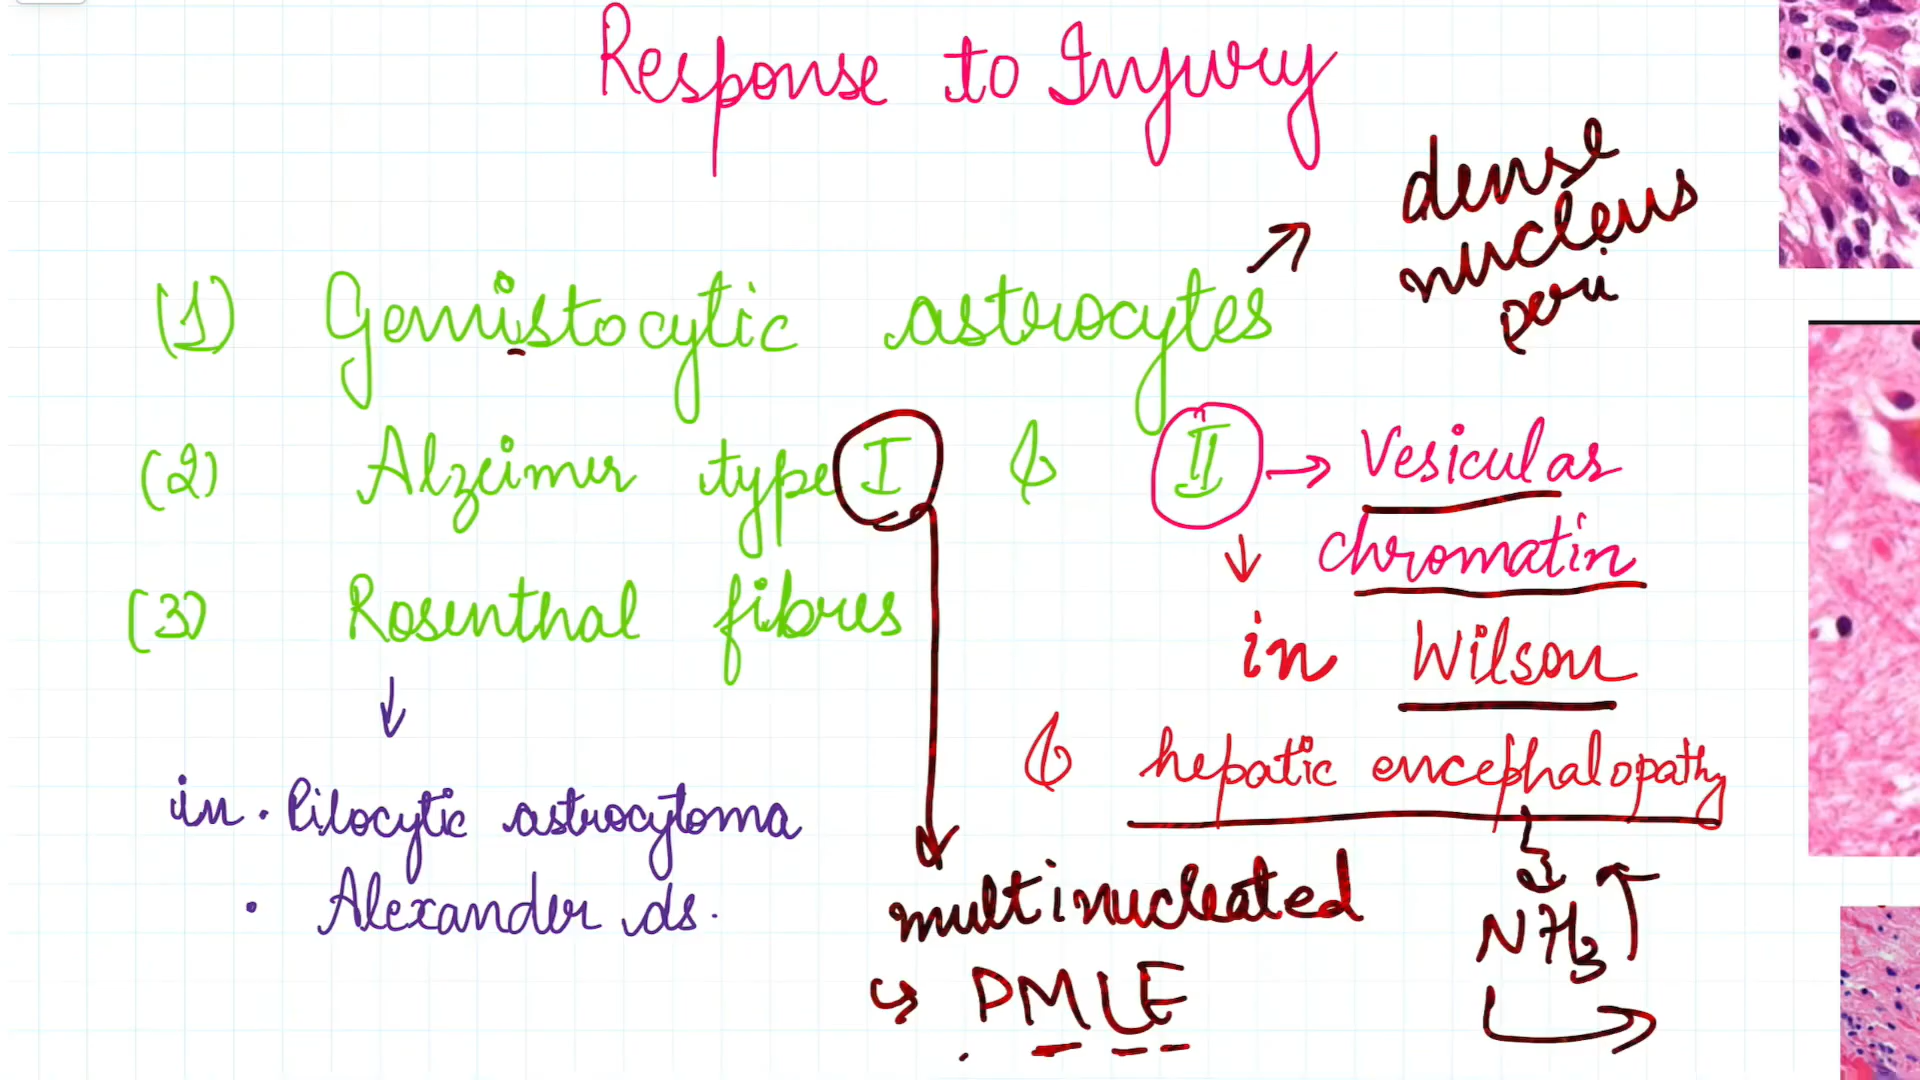 Response to Injury
dense
nucleus
peri
(1) Gemistocytic astrocytes ↗
(2) Alzeimer type I & II → Vesicular
chromatin
(3) Rosenthal fibres
↓ in Wilson
& hepatic encephalopathy
↓
in . Pilocytic astrocytoma
. Alexander ds.
multinucleated
NH3 ↑
↪ PMLE